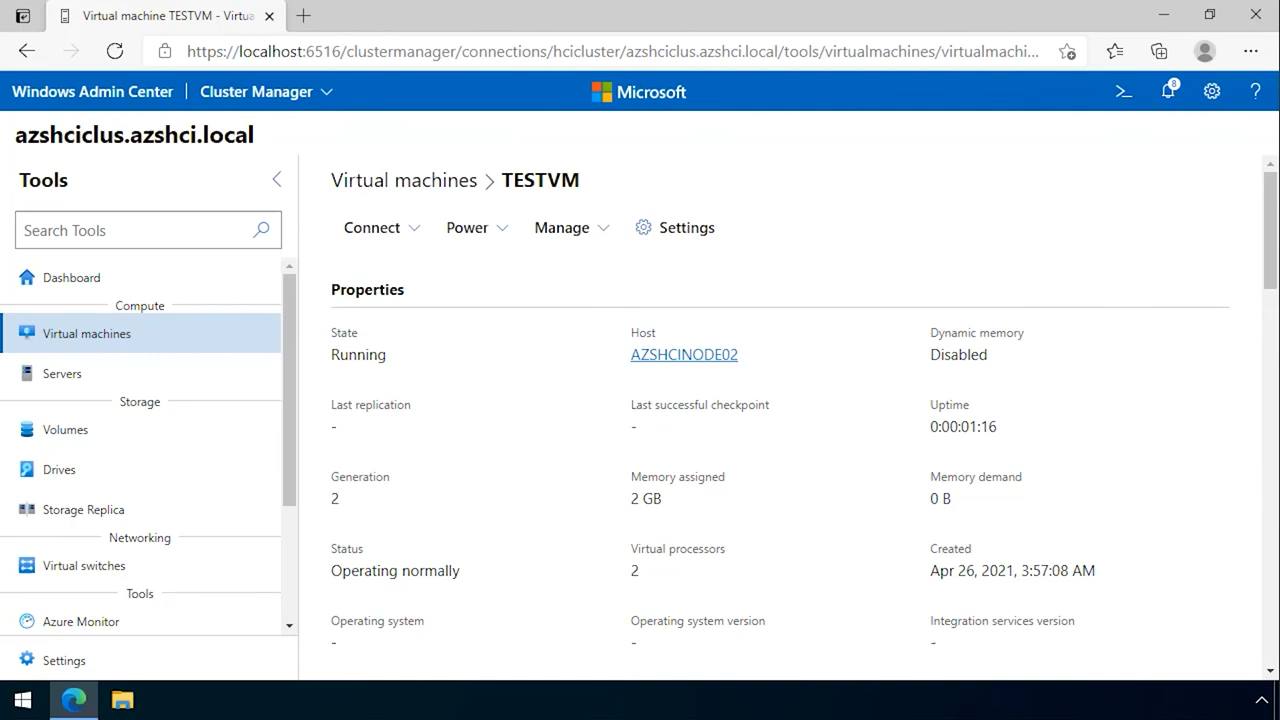 Virtual machine TESTVM - Virtua
https://localhost:6516/clustermanager/connections/hcicluster/azshciclus.azshci.local/tools/virtualmachines/virtualmachi...
Windows Admin Center
Cluster Manager
Microsoft
8
azshciclus.azshci.local
Tools
Search Tools
Dashboard
Compute
Virtual machines
Servers
Storage
Volumes
Drives
Storage Replica
Networking
Virtual switches
Tools
Azure Monitor
Settings
Virtual machines > TESTVM
Connect
Power
Manage
Settings
Properties
State
Running
Host
AZSHCINODE02
Dynamic memory
Disabled
Last replication
-
Last successful checkpoint
-
Uptime
0:00:01:16
Generation
2
Memory assigned
2 GB
Memory demand
0 B
Status
Operating normally
Virtual processors
2
Created
Apr 26, 2021, 3:57:08 AM
Operating system
-
Operating system version
-
Integration services version
-